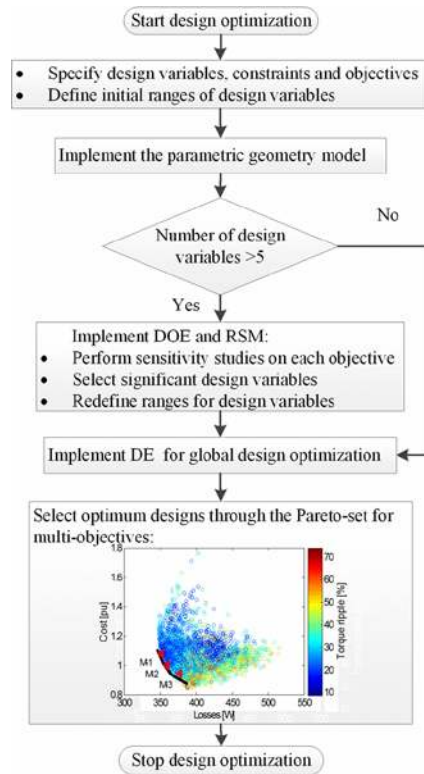 Start design optimization
• Specify design variables, constraints and objectives
• Define initial ranges of design variables
Implement the parametric geometry model
No
Number of design
variables >5
Yes
Implement DOE and RSM:
• Perform sensitivity studies on each objective
• Select significant design variables
• Redefine ranges for design variables
Implement DE for global design optimization
Select optimum designs through the Pareto-set for
multi-objectives:
1.8
1.6
1.4
1.2
1
0.8
Cost [pu]
M1
M2
M3
300 350 400 450 500 550
Losses [W]
70
60
50
40
30
20
10
Torque ripple [%]
Stop design optimization